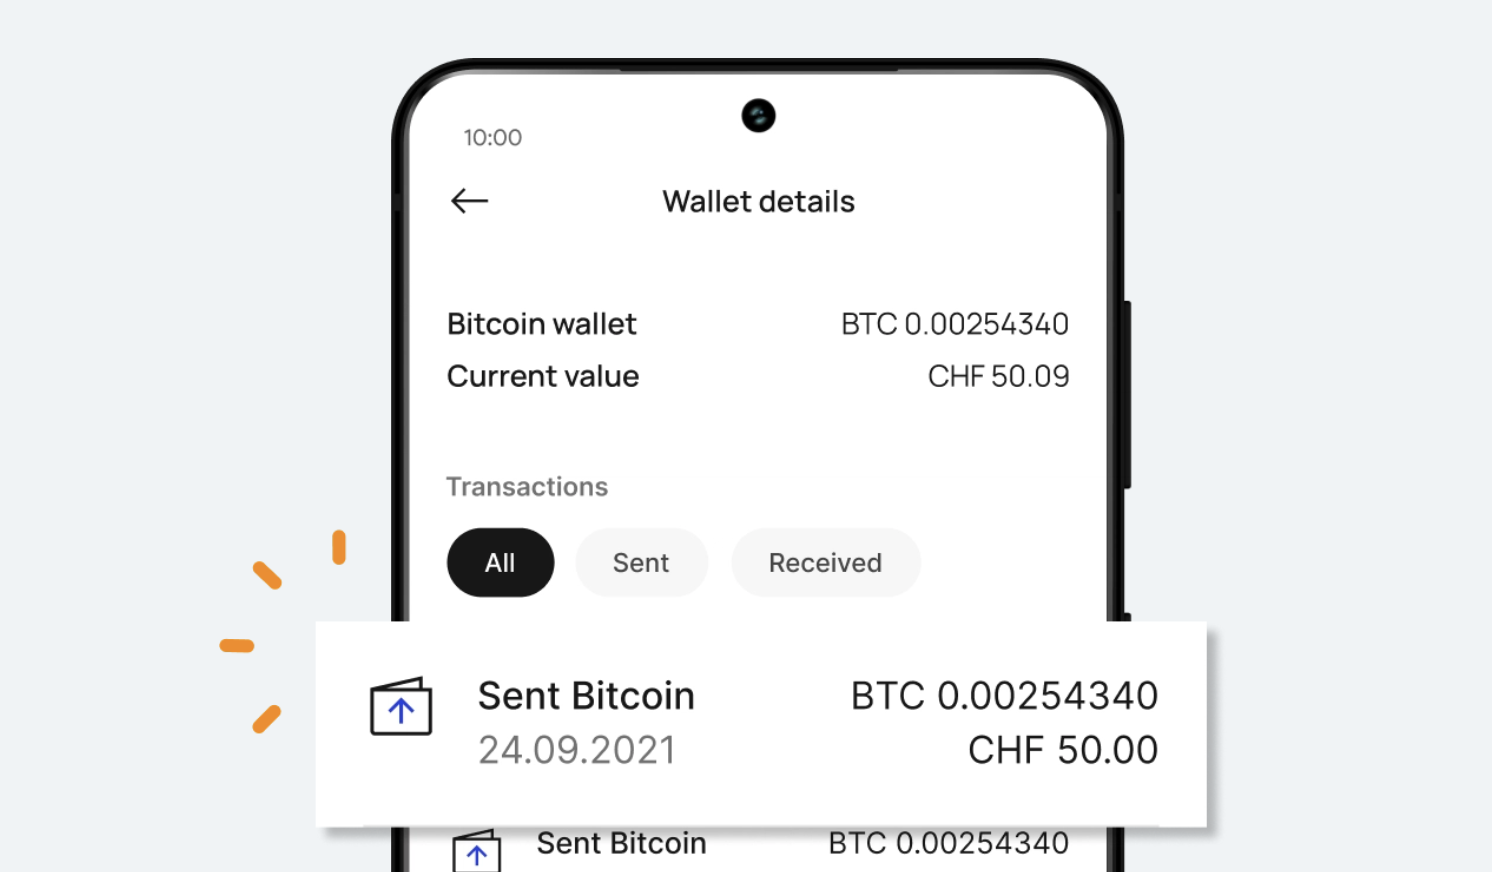 10:00
Wallet details
Bitcoin wallet BTC 0.00254340
Current value CHF 50.09
Transactions
All Sent Received
Sent Bitcoin BTC 0.00254340
24.09.2021 CHF 50.00
Sent Bitcoin BTC 0.00254340